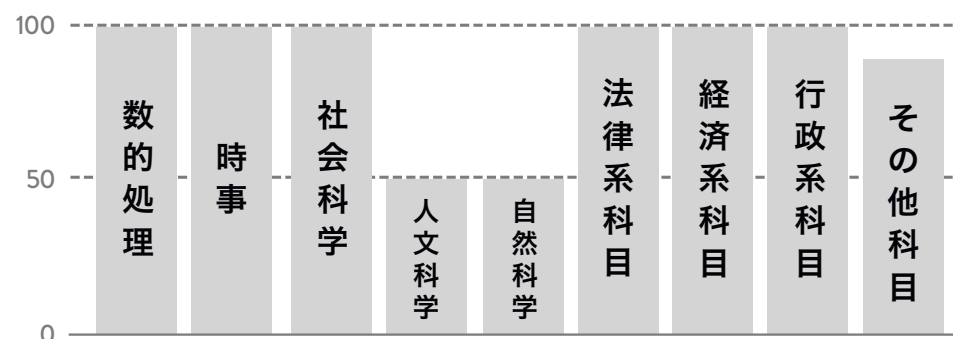 100
50
0
数的処理
時事
社会科学
人文科学
自然科学
法律系科目
経済系科目
行政系科目
その他科目